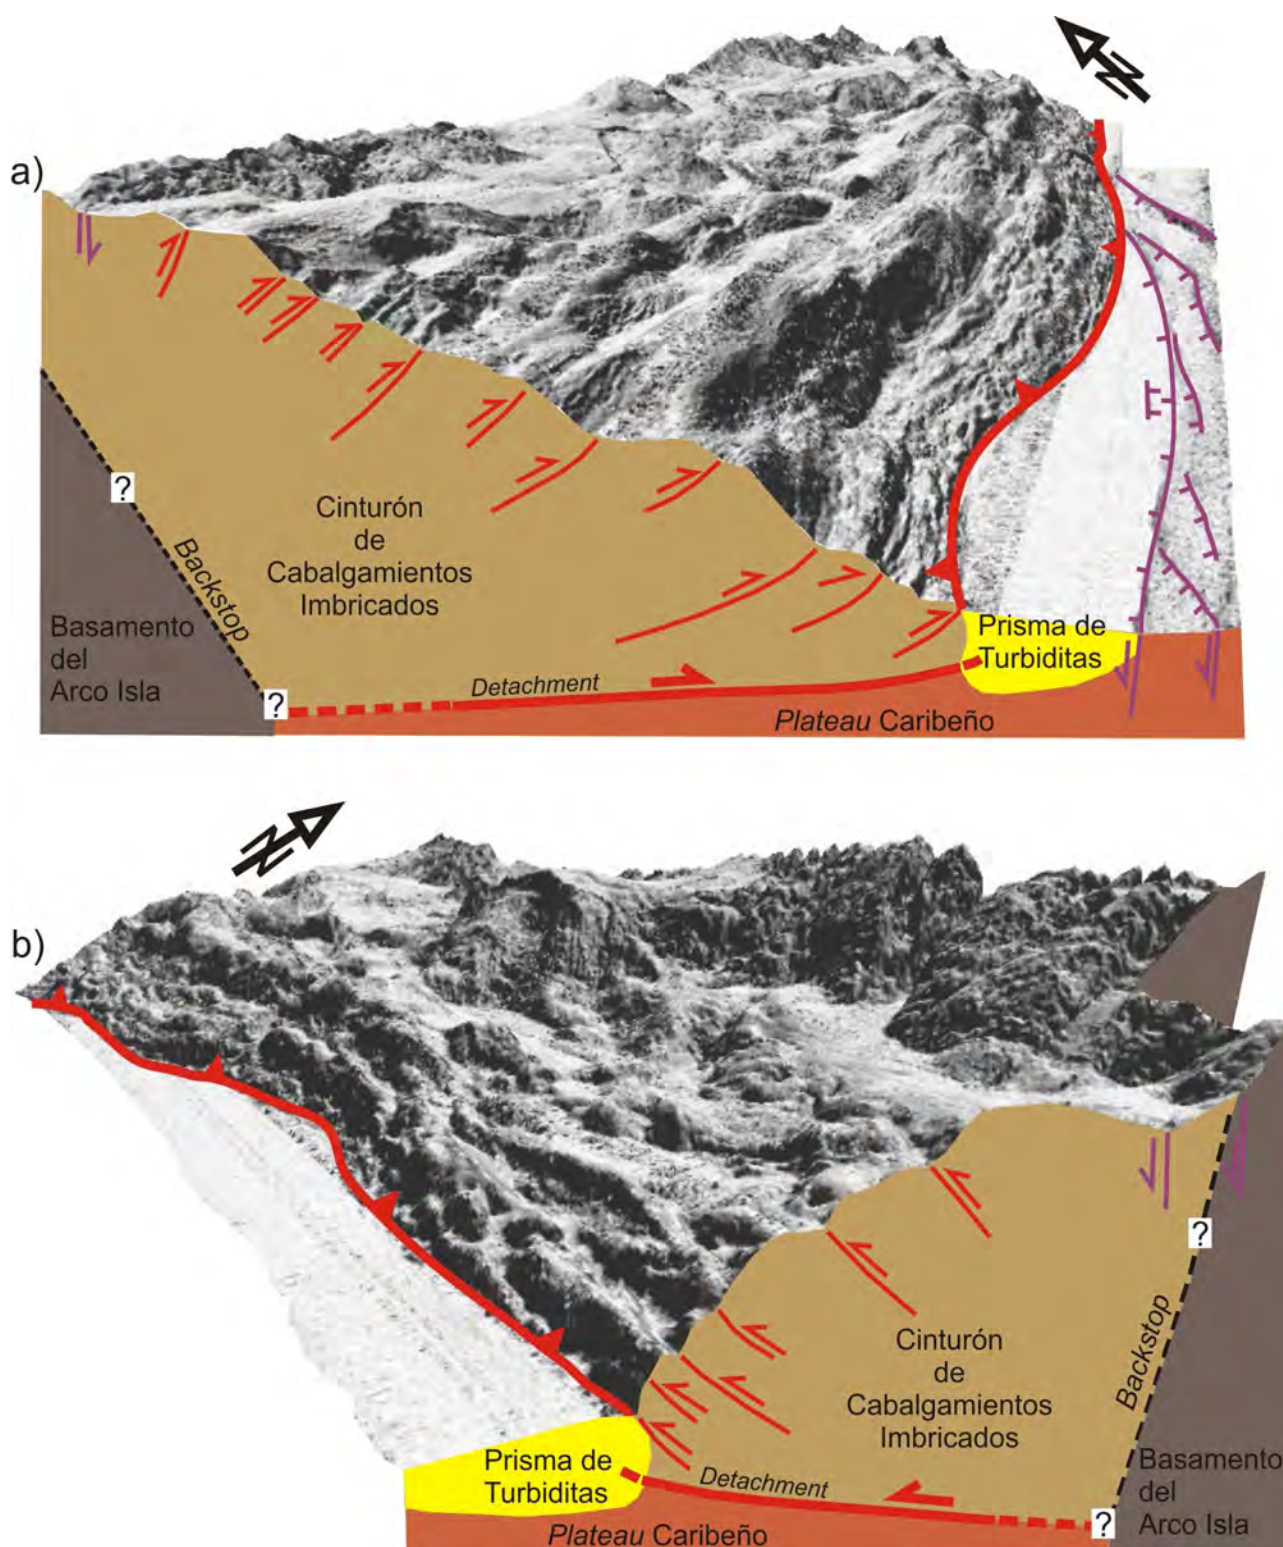 N
a)
?
Backstop
Cinturón
de
Cabalgamientos
Imbricados
Basamento
del
Arco Isla
?
Detachment
Prisma de
Turbiditas
Plateau Caribeño
N
b)
?
Backstop
Cinturón
de
Cabalgamientos
Imbricados
Prisma de
Turbiditas
Detachment
Basamento
del
Arco Isla
?
Plateau Caribeño